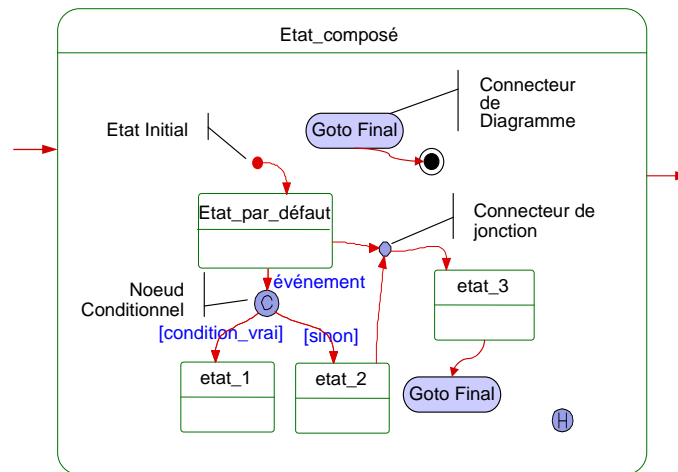 Etat_composé
Connecteur
de
Diagramme
Etat Initial
Goto Final
Etat_par_défaut
Connecteur de
jonction
Noeud
Conditionnel
événement
C
etat_3
[condition_vrai]
[sinon]
etat_1
etat_2
Goto Final
H